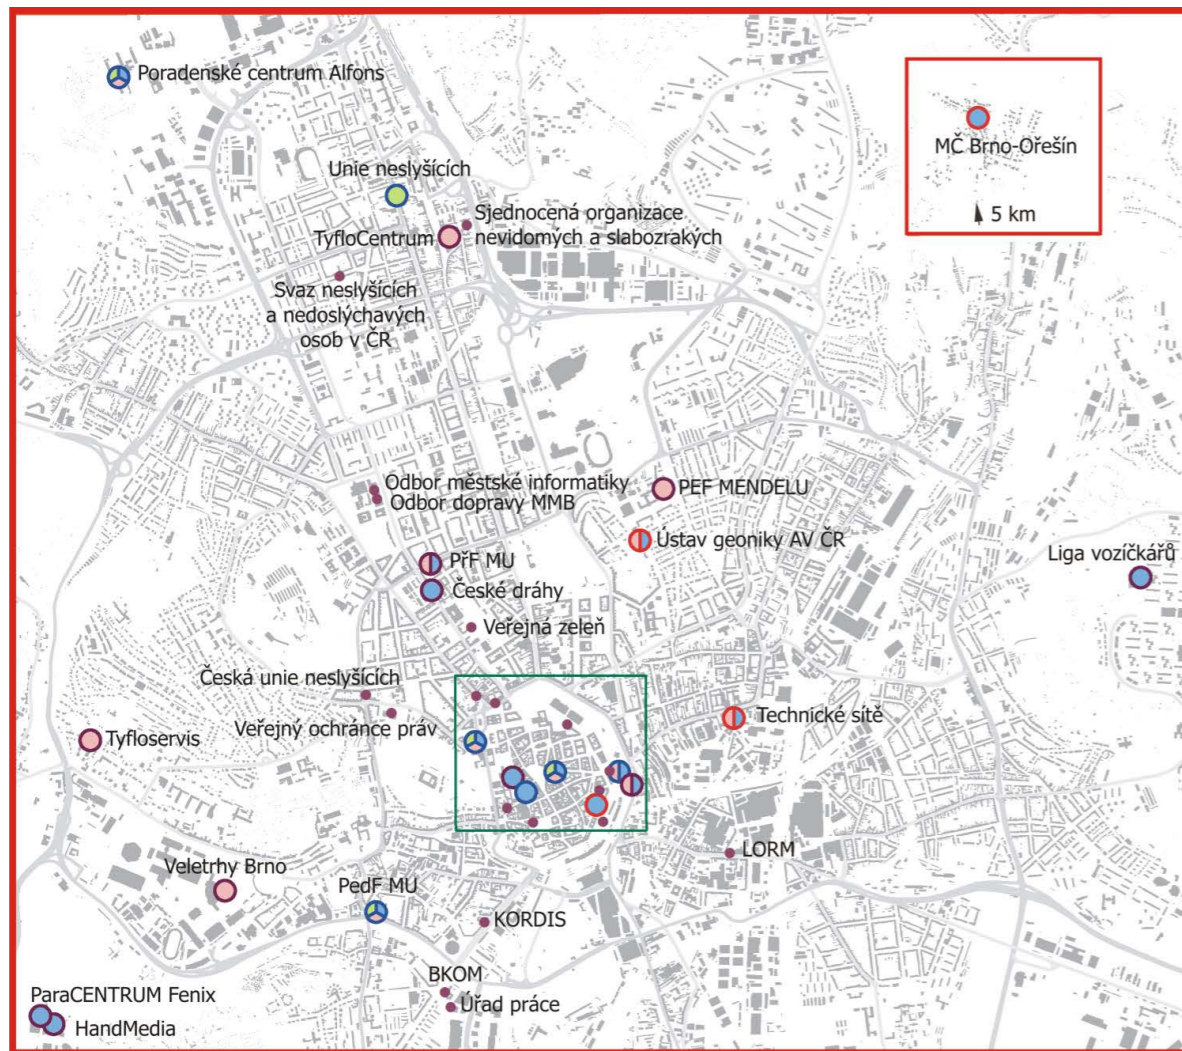 Poradenské centrum Alfons
MČ Brno-Ořešín
5 km
Unie neslyšících
Sjednocená organizace
nevidomých a slabozrakých
TyfloCentrum
Svaz neslyšících
a nedoslýchavých
osob v ČR
Odbor městské informatiky
Odbor dopravy MMB
PEF MENDELU
Ústav geoniky AV ČR
PřF MU
České dráhy
Liga vozíčkářů
Veřejná zeleň
Česká unie neslyšících
Veřejný ochránce práv
Technické sítě
Tyfloservis
LORM
Veletrhy Brno
PedF MU
KORDIS
BKOM
Úřad práce
ParaCENTRUM Fenix
HandMedia